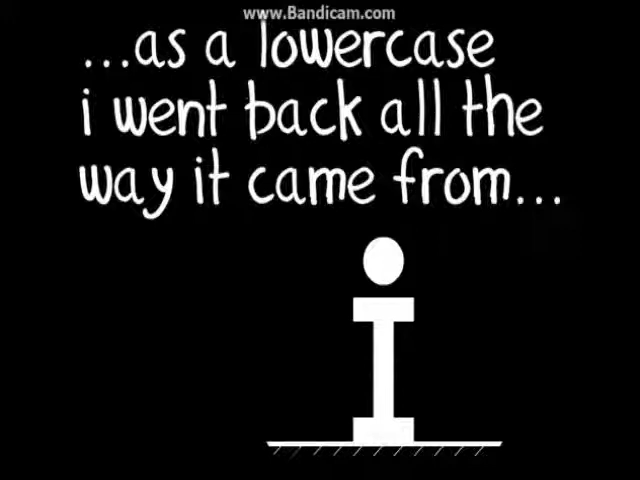 www.Bandicam.com
...as a lowercase
i went back all the
way it came from...
i